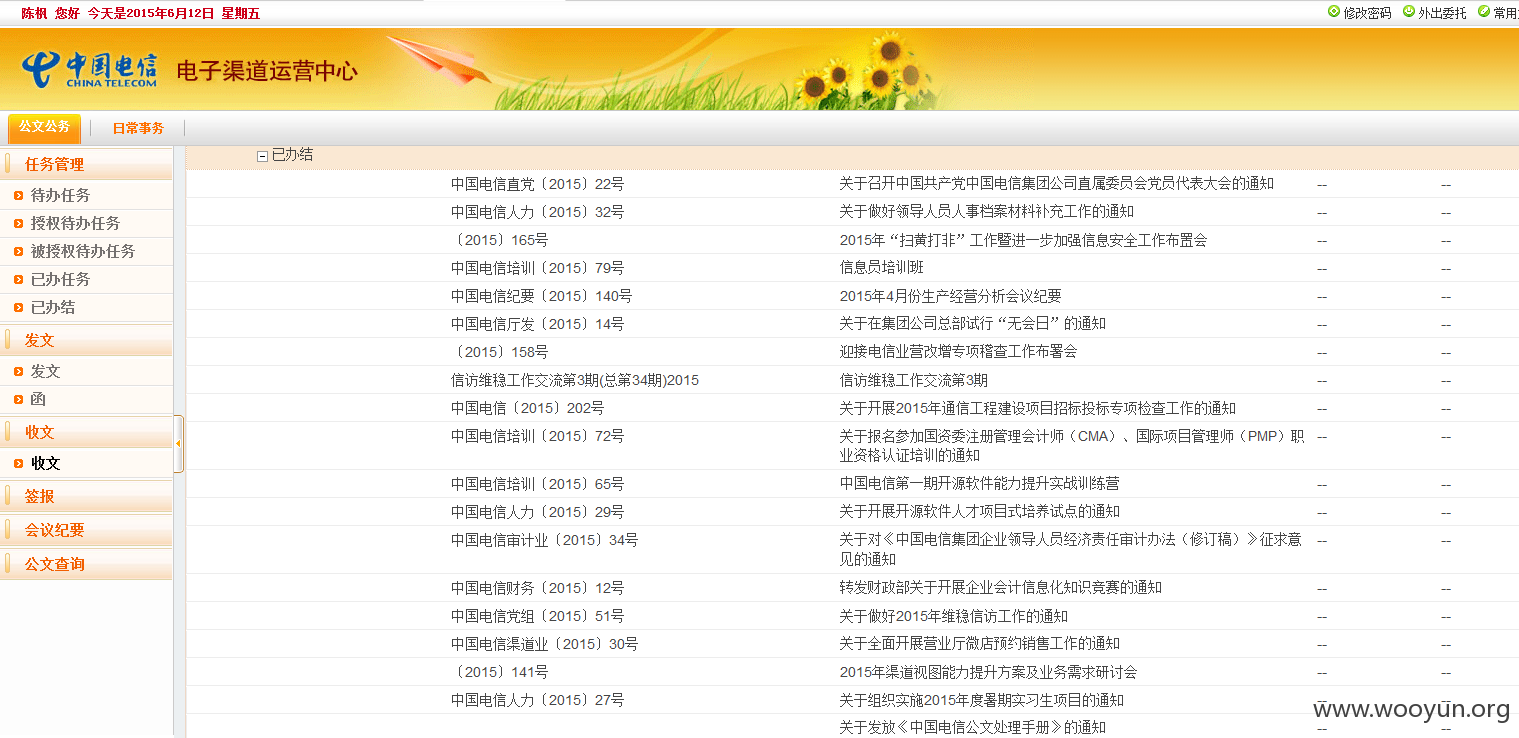 陈枫 您好 今天是2015年6月12日 星期五
修改密码 外出委托 常用
中国电信 CHINA TELECOM 电子渠道运营中心
公文公务 日常事务
任务管理
待办任务
授权待办任务
被授权待办任务
已办任务
已办结
发文
发文
函
收文
收文
签报
会议纪要
公文查询
已办结
中国电信直党〔2015〕22号 关于召开中国共产党中国电信集团公司直属委员会党员代表大会的通知 -- --
中国电信人力〔2015〕32号 关于做好领导人员人事档案材料补充工作的通知 -- --
〔2015〕165号 2015年“扫黄打非”工作暨进一步加强信息安全工作布置会 -- --
中国电信培训〔2015〕79号 信息员培训班 -- --
中国电信纪要〔2015〕140号 2015年4月份生产经营分析会议纪要 -- --
中国电信厅发〔2015〕14号 关于在集团公司总部试行“无会日”的通知 -- --
〔2015〕158号 迎接电信业营改增专项稽查工作布署会 -- --
信访维稳工作交流第3期(总第34期)2015 信访维稳工作交流第3期 -- --
中国电信〔2015〕202号 关于开展2015年通信工程建设项目招标投标专项检查工作的通知 -- --
中国电信培训〔2015〕72号 关于报名参加国资委注册管理会计师（CMA）、国际项目管理师（PMP）职 -- --
业资格认证培训的通知
中国电信培训〔2015〕65号 中国电信第一期开源软件能力提升实战训练营 -- --
中国电信人力〔2015〕29号 关于开展开源软件人才项目式培养试点的通知 -- --
中国电信审计业〔2015〕34号 关于对《中国电信集团企业领导人员经济责任审计办法（修订稿）》征求意 -- --
见的通知
中国电信财务〔2015〕12号 转发财政部关于开展企业会计信息化知识竞赛的通知 -- --
中国电信党组〔2015〕51号 关于做好2015年维稳信访工作的通知 -- --
中国电信渠道业〔2015〕30号 关于全面开展营业厅微店预约销售工作的通知 -- --
〔2015〕141号 2015年渠道视图能力提升方案及业务需求研讨会 -- --
中国电信人力〔2015〕27号 关于组织实施2015年度暑期实习生项目的通知 -- --
关于发放《中国电信公文处理手册》的通知 -- --
www.wooyun.org